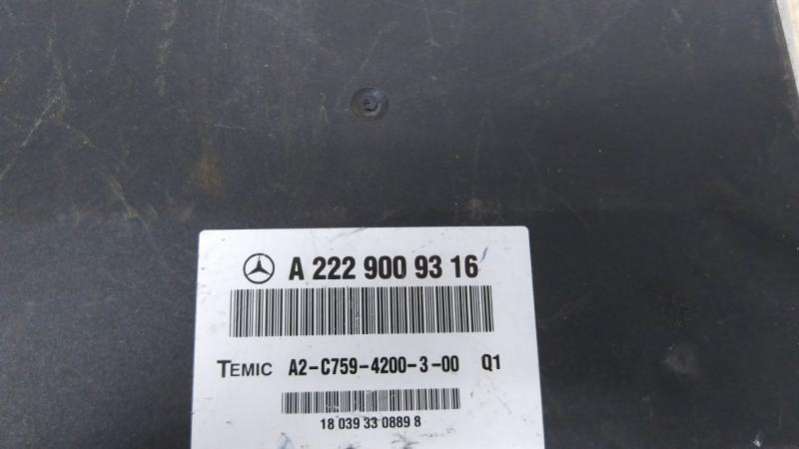 A 222 900 93 16
TEMIC A2-C759-4200-3-00 Q1
18 039 33 0889 8